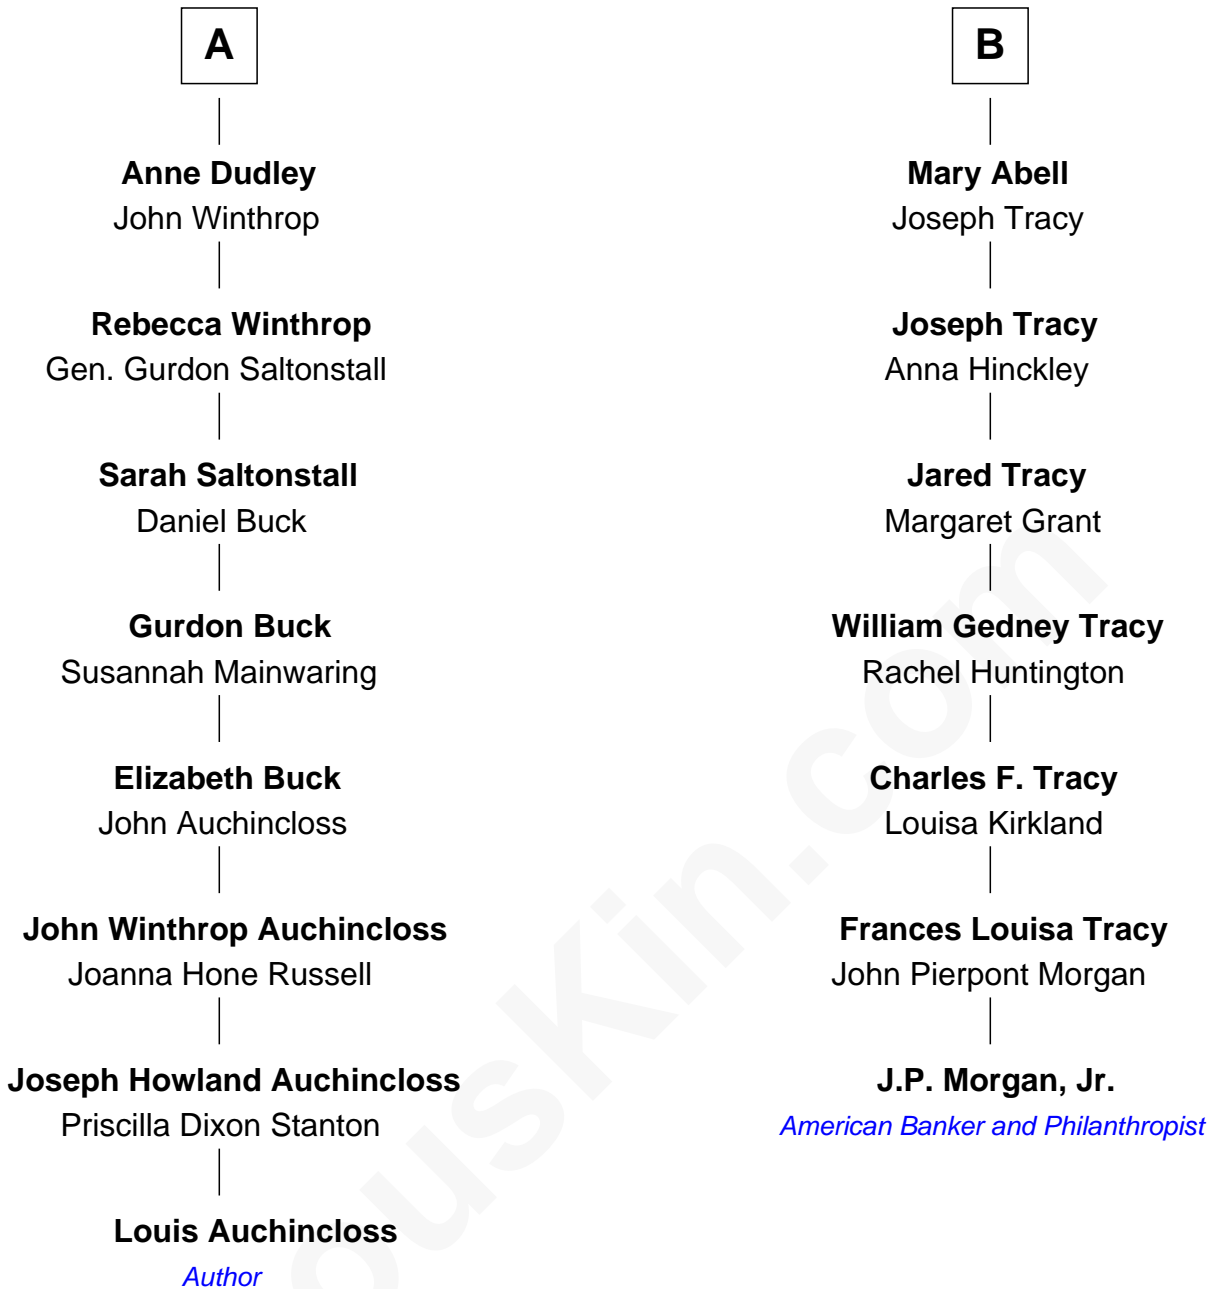 A
Anne Dudley
John Winthrop
Rebecca Winthrop
Gen. Gurdon Saltonstall
Sarah Saltonstall
Daniel Buck
Gurdon Buck
Susannah Mainwaring
Elizabeth Buck
John Auchincloss
John Winthrop Auchincloss
Joanna Hone Russell
Joseph Howland Auchincloss
Priscilla Dixon Stanton
Louis Auchincloss
Author
B
Mary Abell
Joseph Tracy
Joseph Tracy
Anna Hinckley
Jared Tracy
Margaret Grant
William Gedney Tracy
Rachel Huntington
Charles F. Tracy
Louisa Kirkland
Frances Louisa Tracy
John Pierpont Morgan
J.P. Morgan, Jr.
American Banker and Philanthropist
ousKin.com